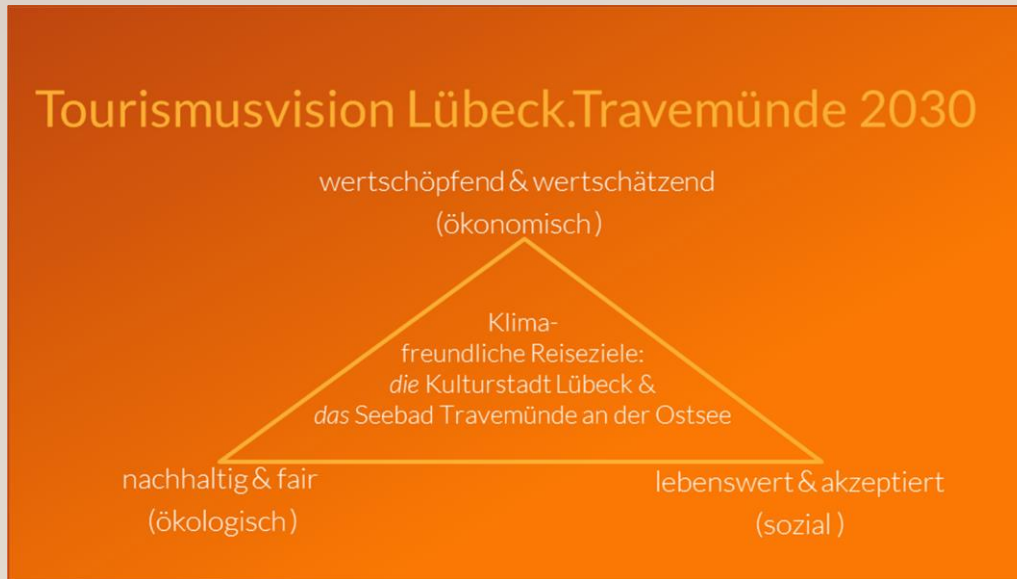 Tourismusvision Lübeck.Travemünde 2030
wertschöpfend & wertschätzend
(ökonomisch)
Klima-
freundliche Reiseziele:
die Kulturstadt Lübeck &
das Seebad Travemünde an der Ostsee
nachhaltig & fair
(ökologisch)
lebenswert & akzeptiert
(sozial)